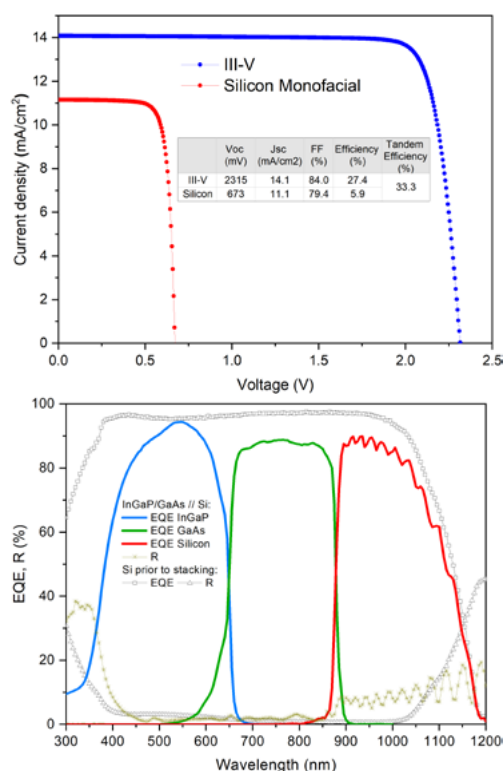 14
12
10
8
6
4
2
0
Current density (mA/cm²)
III-V
Silicon Monofacial
Voc (mV) Jsc (mA/cm2) FF (%) Efficiency (%) Tandem Efficiency (%)
III-V 2315 14.1 84.0 27.4 33.3
Silicon 673 11.1 79.4 5.9
0.0 0.5 1.0 1.5 2.0 2.5
Voltage (V)
100
80
60
40
20
0
EQE, R (%)
InGaP/GaAs // Si:
EQE InGaP
EQE GaAs
EQE Silicon
R
Si prior to stacking:
EQE R
300 400 500 600 700 800 900 1000 1100 1200
Wavelength (nm)